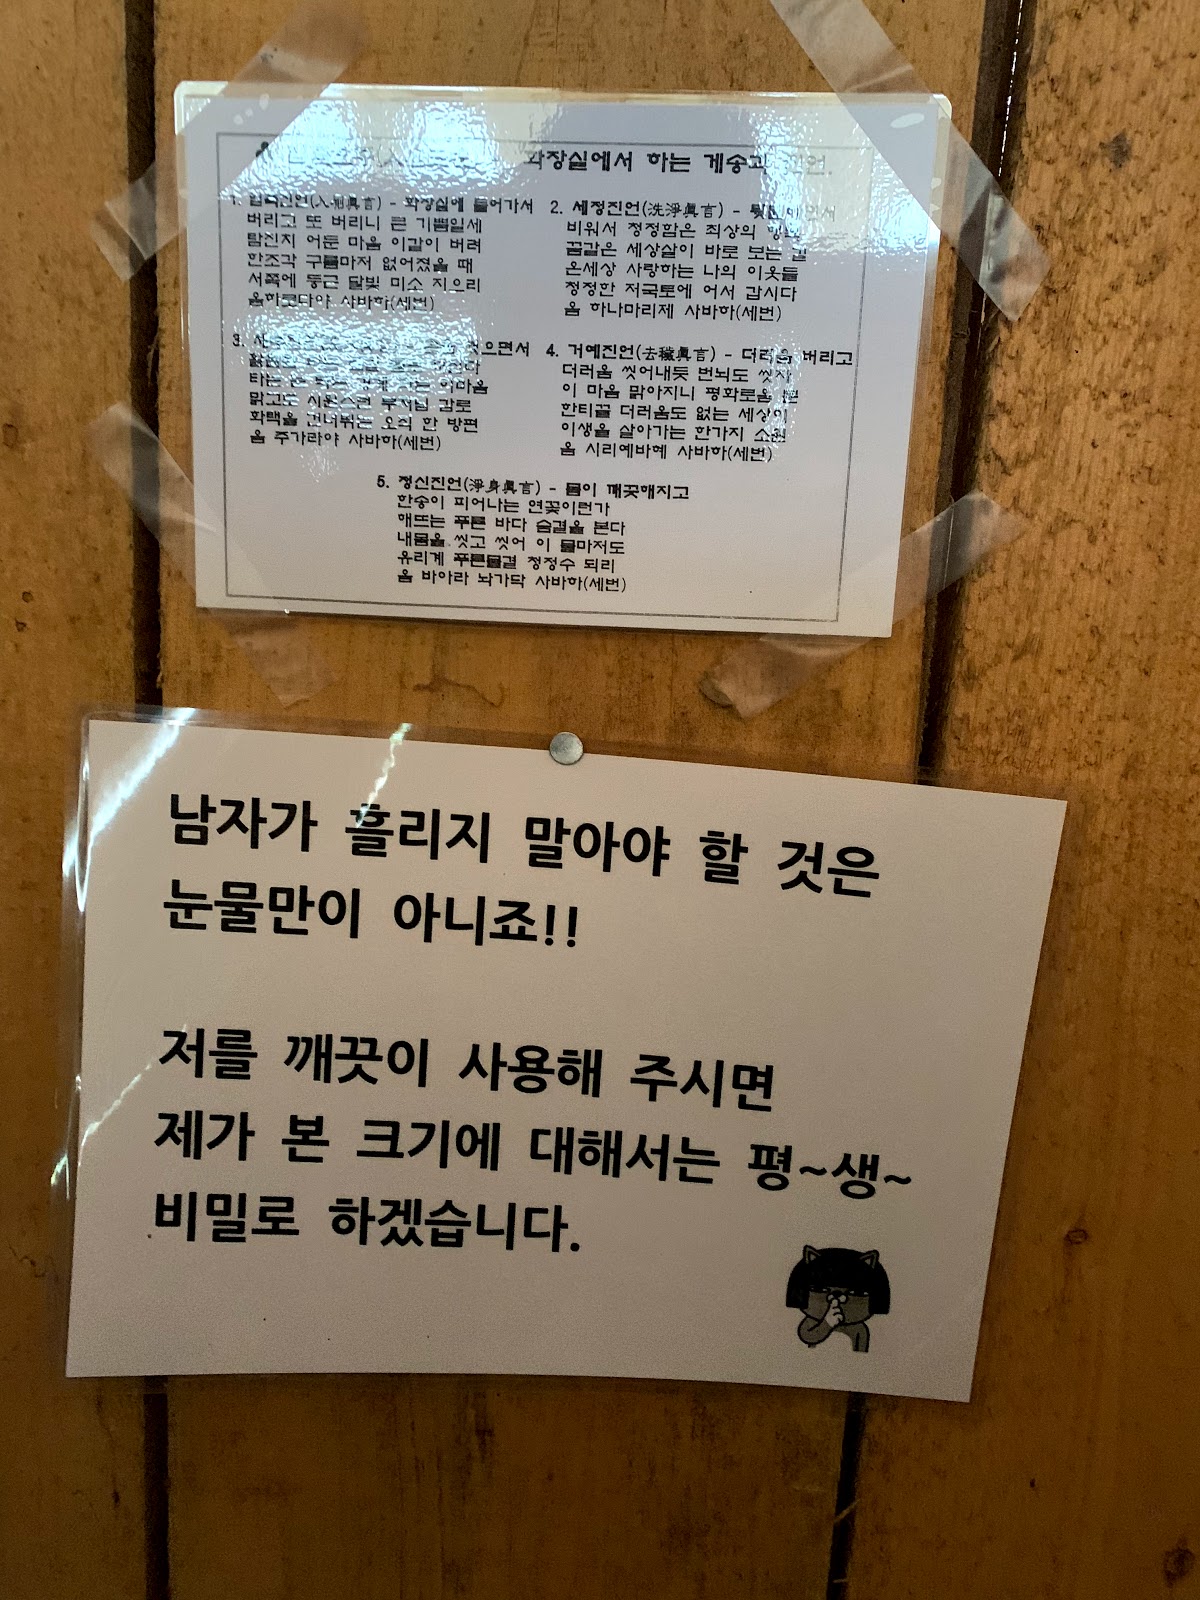 화장실에서 하는 게송과
1. 입측진언(入厠眞言) - 화장실에 들어가서
버리고 또 버리니 큰 기쁨일세
탐진치 어둔 마음 이같이 버려
한조각 구름마저 없어졌을 때
서쪽에 둥근 달빛 미소 지으리
옴하로다야 사바하(세번)
2. 세정진언(洗淨眞言) -
비워서 청정함은 최상의
꿈같은 세상살이 바로 보는
온세상 사랑하는 나의 이웃들
청정한 저국토에 어서 갑시다
옴 하나마리제 사바하(세번)
3. 씻으면서
맑고도 시원스런 부처님 감로
화택을 건너뛰는 오의 한 방편
옴 주가라야 사바하(세번)
4. 거예진언(去穢眞言) - 더러움 버리고
더러움 씻어내듯 번뇌도 씻자
이 마음 맑아지니 평화로움
한티끌 더러움도 없는 세상이
이생을 살아가는 한가지 소원
옴 시리예바혜 사바하(세번)
5. 정신진언(淨身眞言) - 몸이 깨끗해지고
한송이 피어나는 연꽃이런가
해뜨는 푸른 바다 숨결을 본다
내몸을 씻고 씻어 이 물마저도
유리계 푸른물결 청정수 되리
옴 바아라 놔가닥 사바하(세번)
남자가 흘리지 말아야 할 것은
눈물만이 아니죠!!
저를 깨끗이 사용해 주시면
제가 본 크기에 대해서는 평~생~
비밀로 하겠습니다.